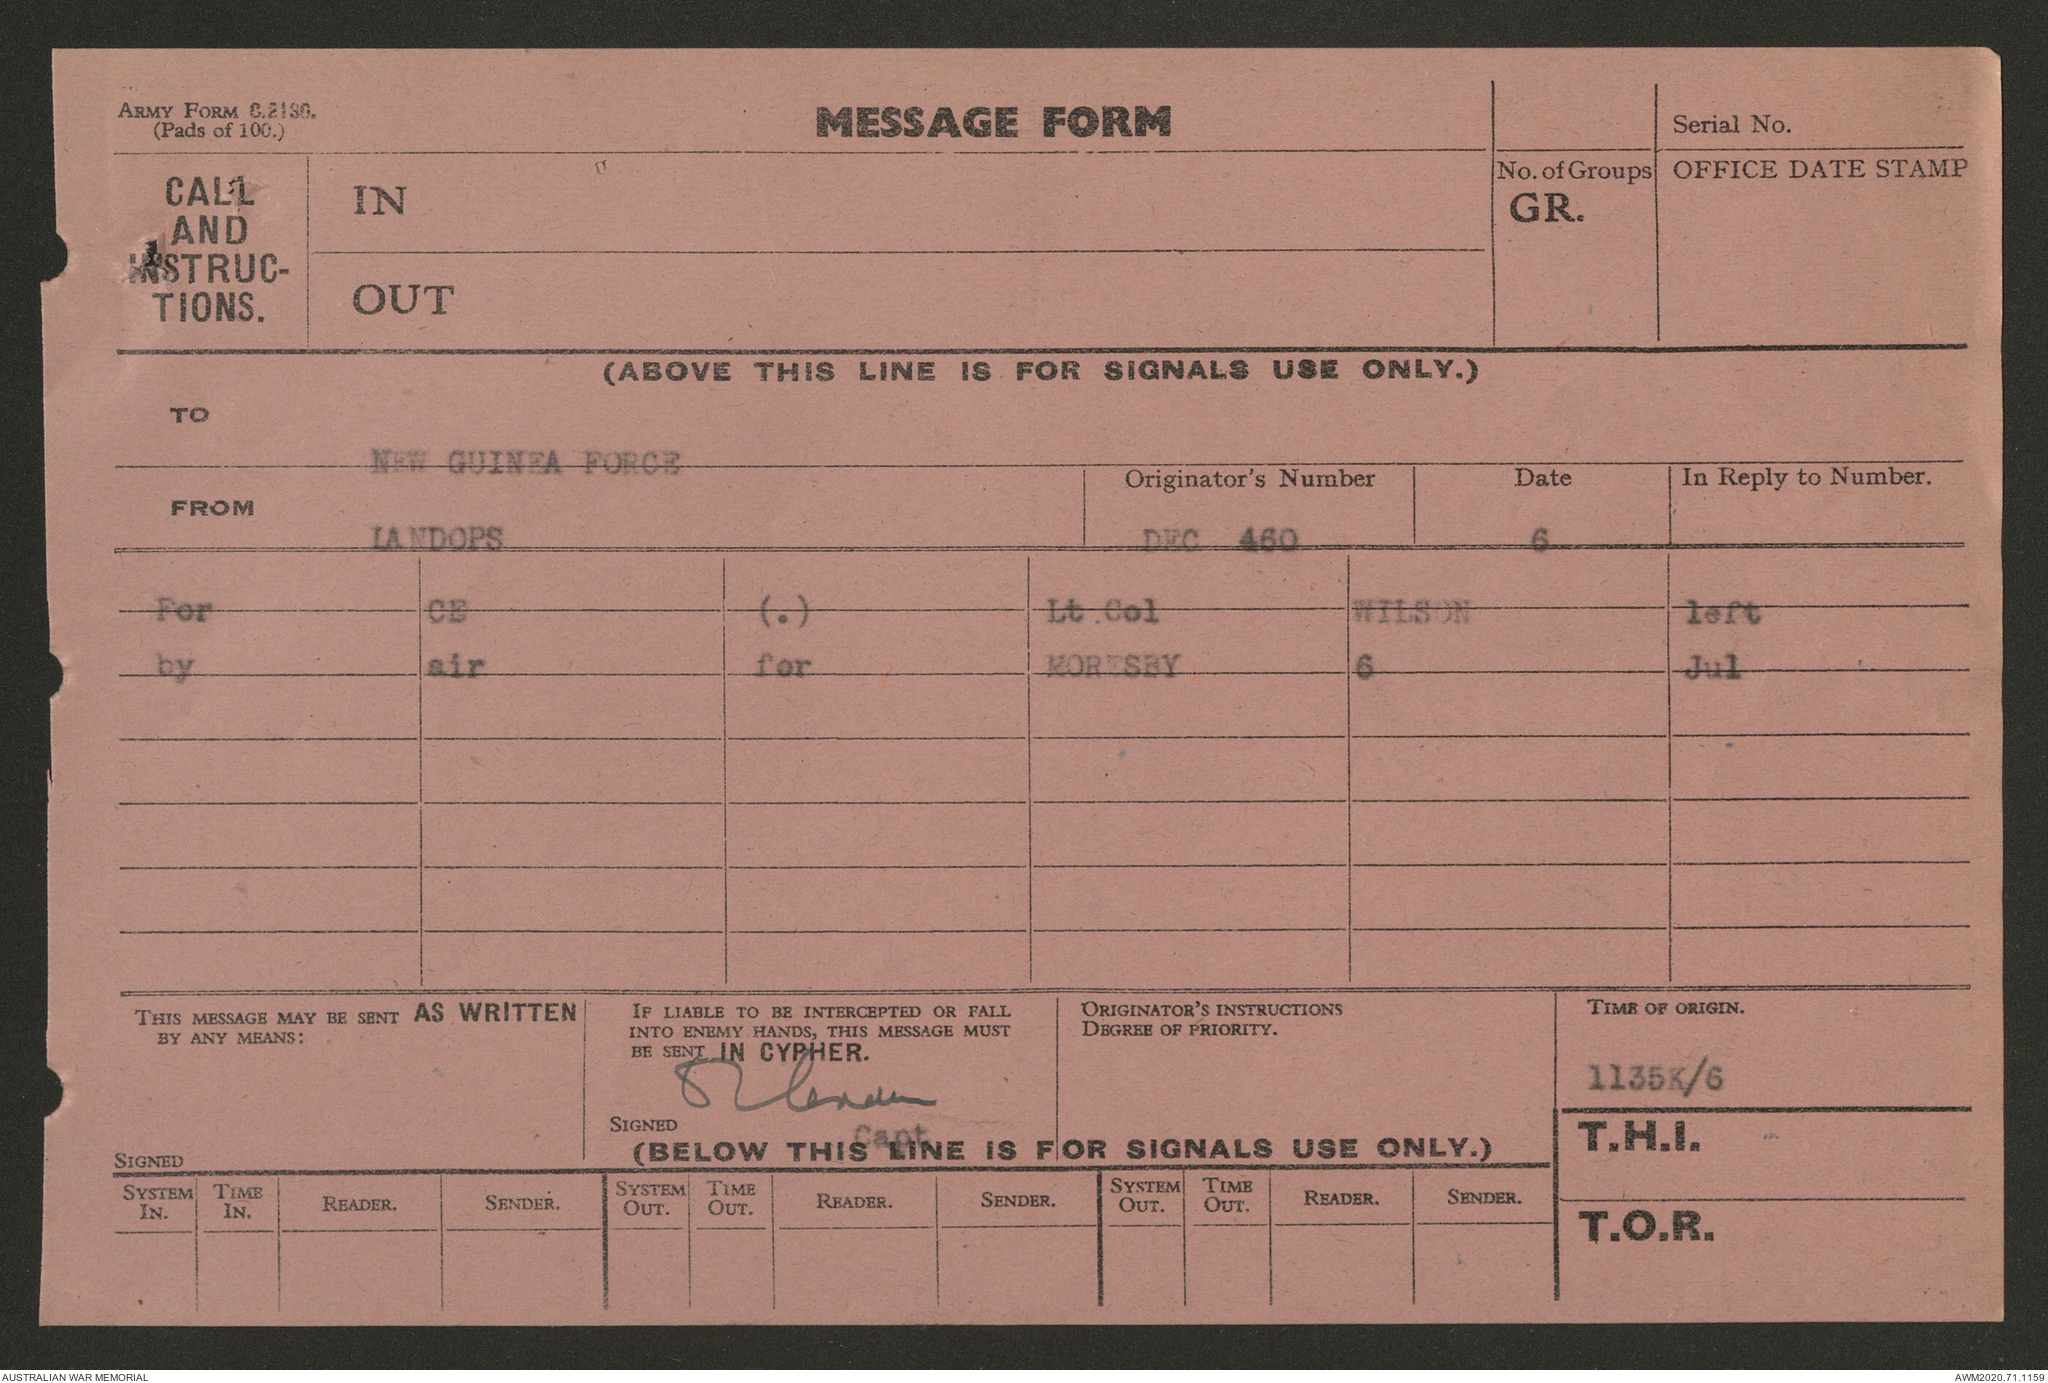 ARMY FORM C.2130.
(Pads of 100.)
MESSAGE FORM
Serial No.
CALL
AND
INSTRUC-
TIONS.
IN
OUT
No. of Groups
GR.
OFFICE DATE STAMP
(ABOVE THIS LINE IS FOR SIGNALS USE ONLY.)
TO
NEW GUINEA FORCE
FROM
LANDOPS
Originator's Number
DEC 460
Date
6
In Reply to Number.
For CE (.) Lt Col WILSON left
by air for MORESBY 6 Jul
THIS MESSAGE MAY BE SENT AS WRITTEN
BY ANY MEANS:
SIGNED
IF LIABLE TO BE INTERCEPTED OR FALL
INTO ENEMY HANDS, THIS MESSAGE MUST
BE SENT IN CYPHER.
SIGNED
Capt
ORIGINATOR'S INSTRUCTIONS
DEGREE OF PRIORITY.
TIME OF ORIGIN.
1135K/6
(BELOW THIS LINE IS FOR SIGNALS USE ONLY.)
T.H.I.
T.O.R.
SYSTEM IN. TIME IN. READER. SENDER. SYSTEM OUT. TIME OUT. READER. SENDER. SYSTEM OUT. TIME OUT. READER. SENDER.
AUSTRALIAN WAR MEMORIAL
AWM2020.71.1159